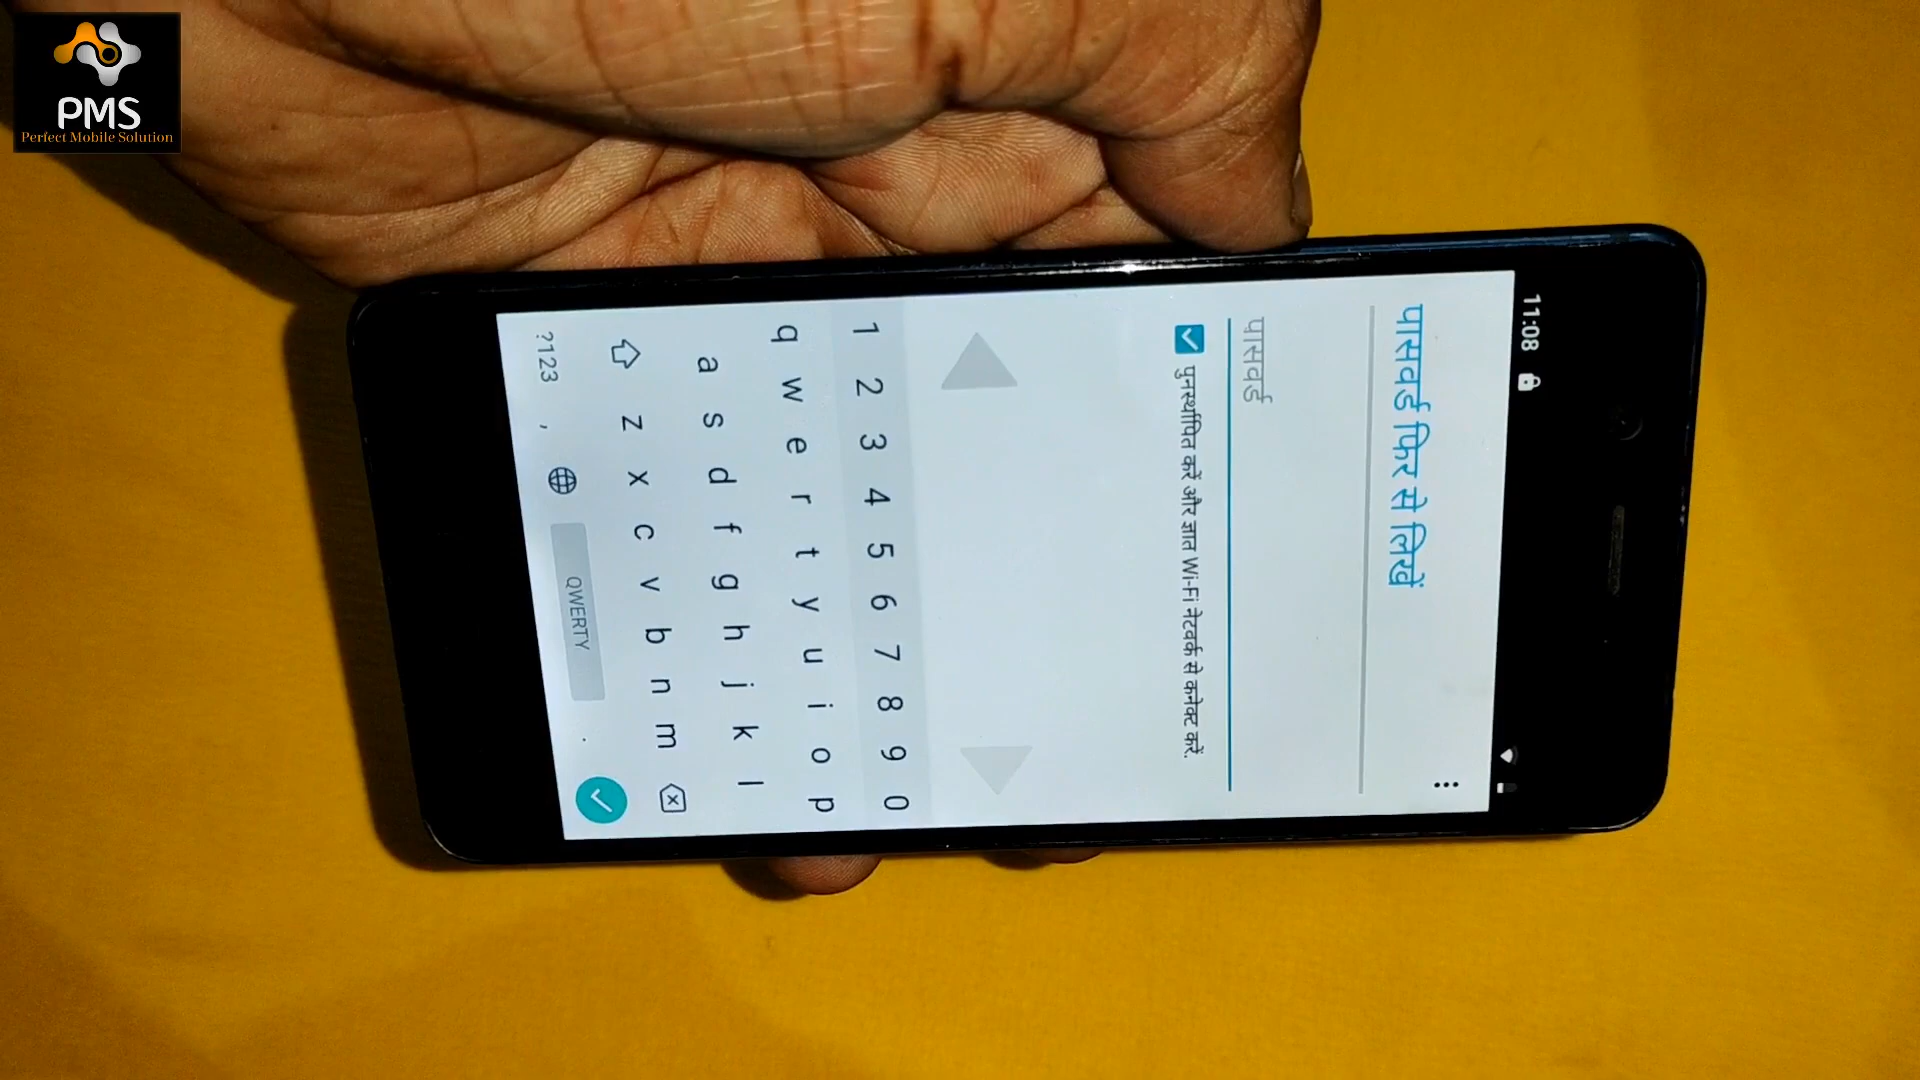 PMS
Perfect Mobile Solution
11:08
पासवर्ड फिर से लिखें
पासवर्ड
पुनर्स्थापित करें और ज्ञात Wi-Fi नेटवर्क से कनेक्ट करें.
1 2 3 4 5 6 7 8 9 0
q w e r t y u i o p
a s d f g h j k l
z x c v b n m
?123 , QWERTY .